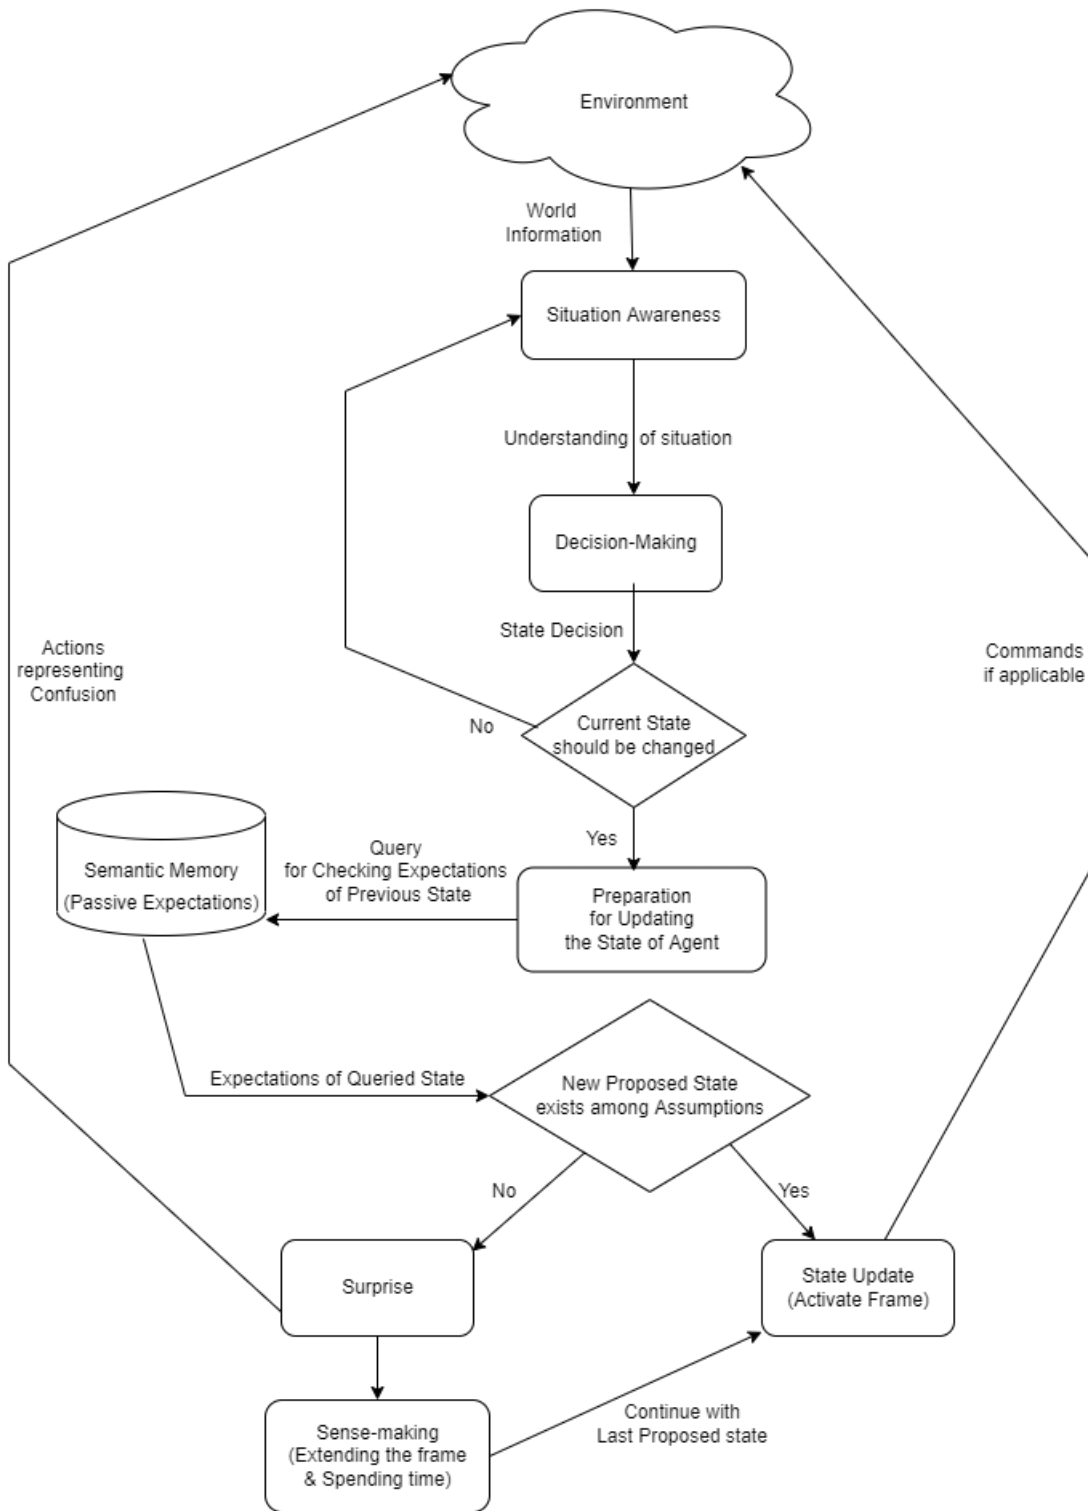 Environment
World
Information
Situation Awareness
Understanding of situation
Decision-Making
State Decision
Actions
representing
Confusion
Commands
if applicable
No
Current State
should be changed
Yes
Query
for Checking Expectations
of Previous State
Semantic Memory
(Passive Expectations)
Preparation
for Updating
the State of Agent
Expectations of Queried State
New Proposed State
exists among Assumptions
No
Yes
Surprise
State Update
(Activate Frame)
Sense-making
(Extending the frame
& Spending time)
Continue with
Last Proposed state